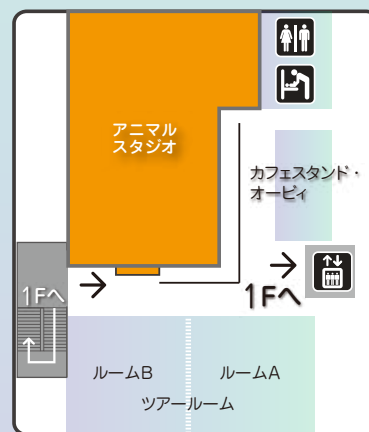 アニマル
スタジオ
カフェスタンド・
オービィ
1Fへ
1Fへ
ルームB
ルームA
ツアールーム